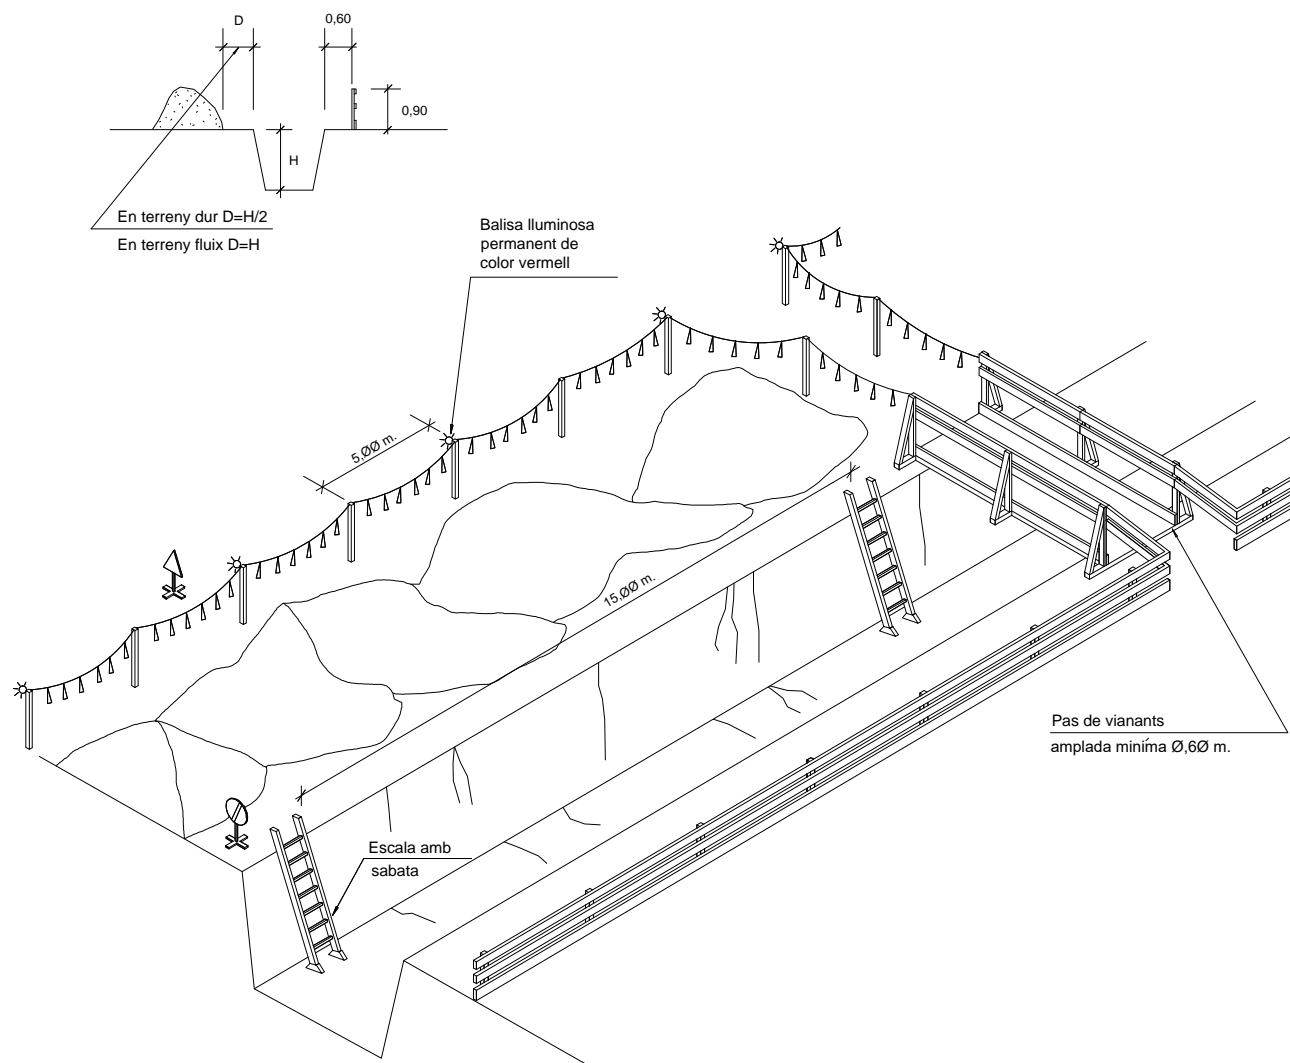 D
0,60
0,90
H
En terreny dur D=H/2
En terreny fluix D=H
Balisa lluminosa
permanent de
color vermell
5,ØØ m.
15,ØØ m.
Pas de vianants
amplada miníma Ø,6Ø m.
Escala amb
sabata